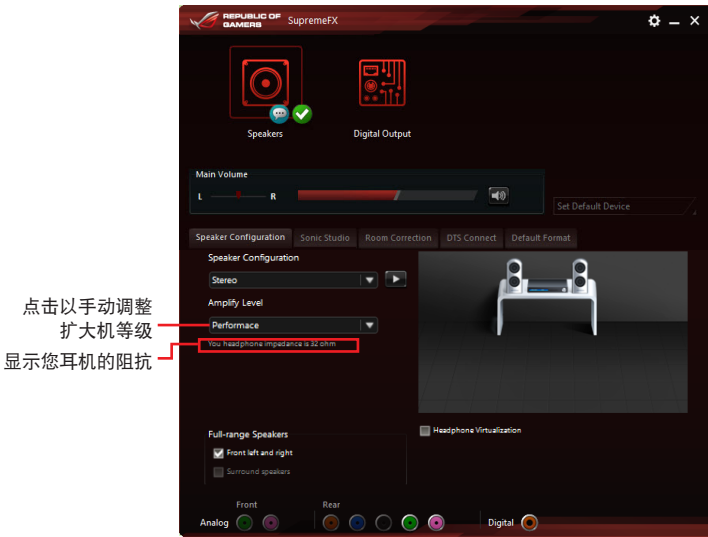 REPUBLIC OF
GAMERS
SupremeFX
Speakers
Digital Output
Main Volume
L
R
Set Default Device
Speaker Configuration
Sonic Studio
Room Correction
DTS Connect
Default Format
Speaker Configuration
Stereo
Amplify Level
点击以手动调整
扩大机等级
Performace
显示您耳机的阻抗
You headphone impedance is 32 ohm
Headphone Virtualization
Full-range Speakers
Front left and right
Surround speakers
Front
Rear
Analog
Digital